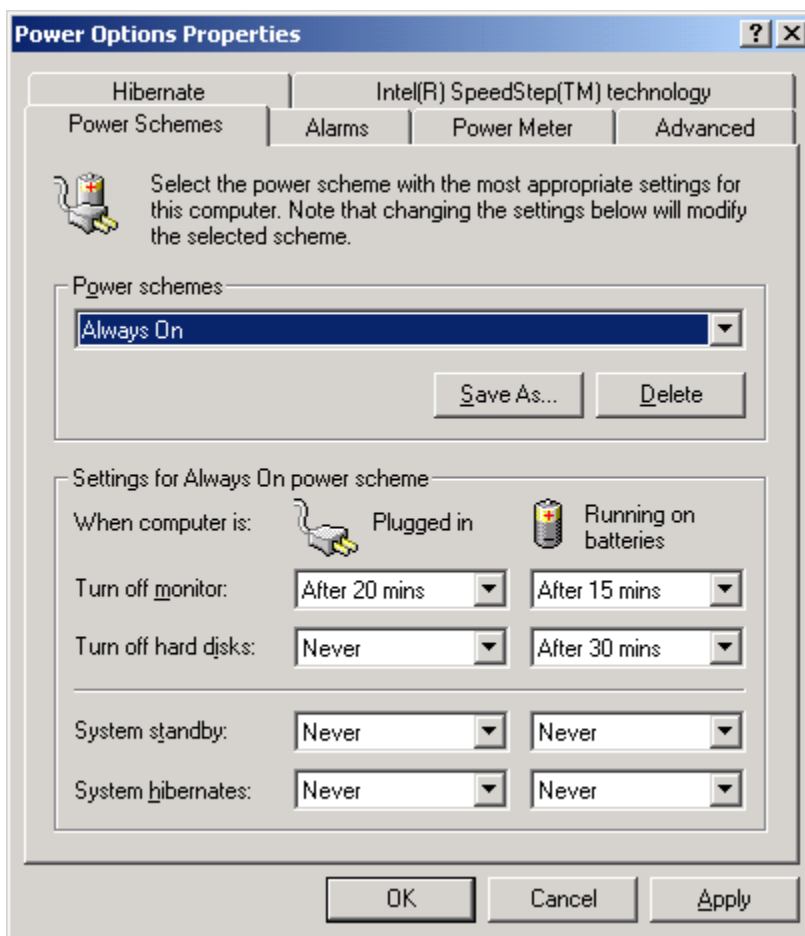 Power Options Properties
Hibernate
Intel(R) SpeedStep(TM) technology
Power Schemes
Alarms
Power Meter
Advanced
Select the power scheme with the most appropriate settings for
this computer. Note that changing the settings below will modify
the selected scheme.
Power schemes
Always On
Save As...
Delete
Settings for Always On power scheme
When computer is:
Plugged in
Running on
batteries
Turn off monitor:
After 20 mins
After 15 mins
Turn off hard disks:
Never
After 30 mins
System standby:
Never
Never
System hibernates:
Never
Never
OK
Cancel
Apply